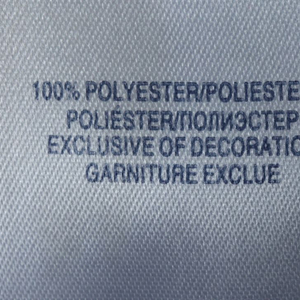 100% POLYESTER/POLIESTE
POLIÉSTER/ПОЛИЭСТЕР
EXCLUSIVE OF DECORATIO
GARNITURE EXCLUE